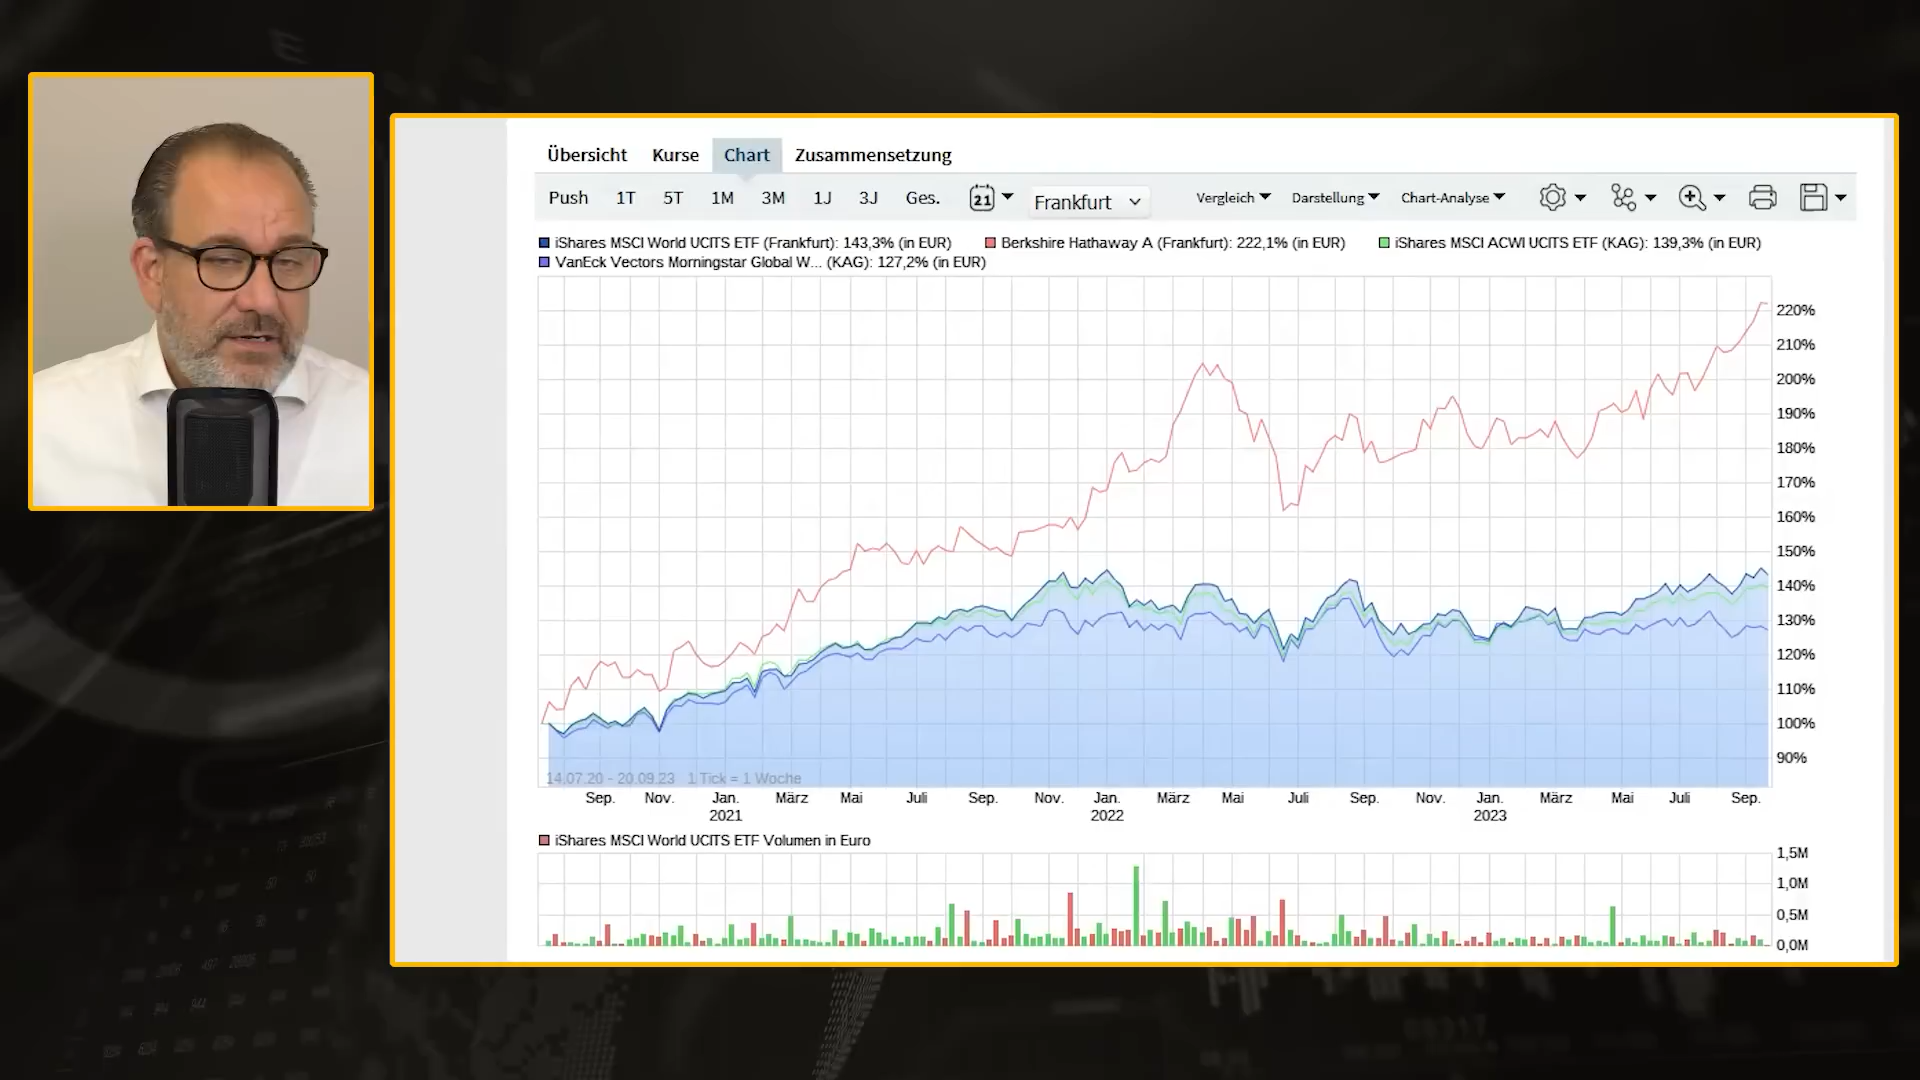 Übersicht Kurse Chart Zusammensetzung
Push 1T 5T 1M 3M 1J 3J Ges. 21 Frankfurt Vergleich Darstellung Chart-Analyse
iShares MSCI World UCITS ETF (Frankfurt): 143,3% (in EUR) Berkshire Hathaway A (Frankfurt): 222,1% (in EUR) iShares MSCI ACWI UCITS ETF (KAG): 139,3% (in EUR)
VanEck Vectors Morningstar Global W... (KAG): 127,2% (in EUR)
220%
210%
200%
190%
180%
170%
160%
150%
140%
130%
120%
110%
100%
90%
14.07.20 - 20.09.23 1 Tick = 1 Woche
Sep. Nov. Jan. März Mai Juli Sep. Nov. Jan. März Mai Juli Sep. Nov. Jan. März Mai Juli Sep.
2021 2022 2023
iShares MSCI World UCITS ETF Volumen in Euro
1,5M
1,0M
0,5M
0,0M